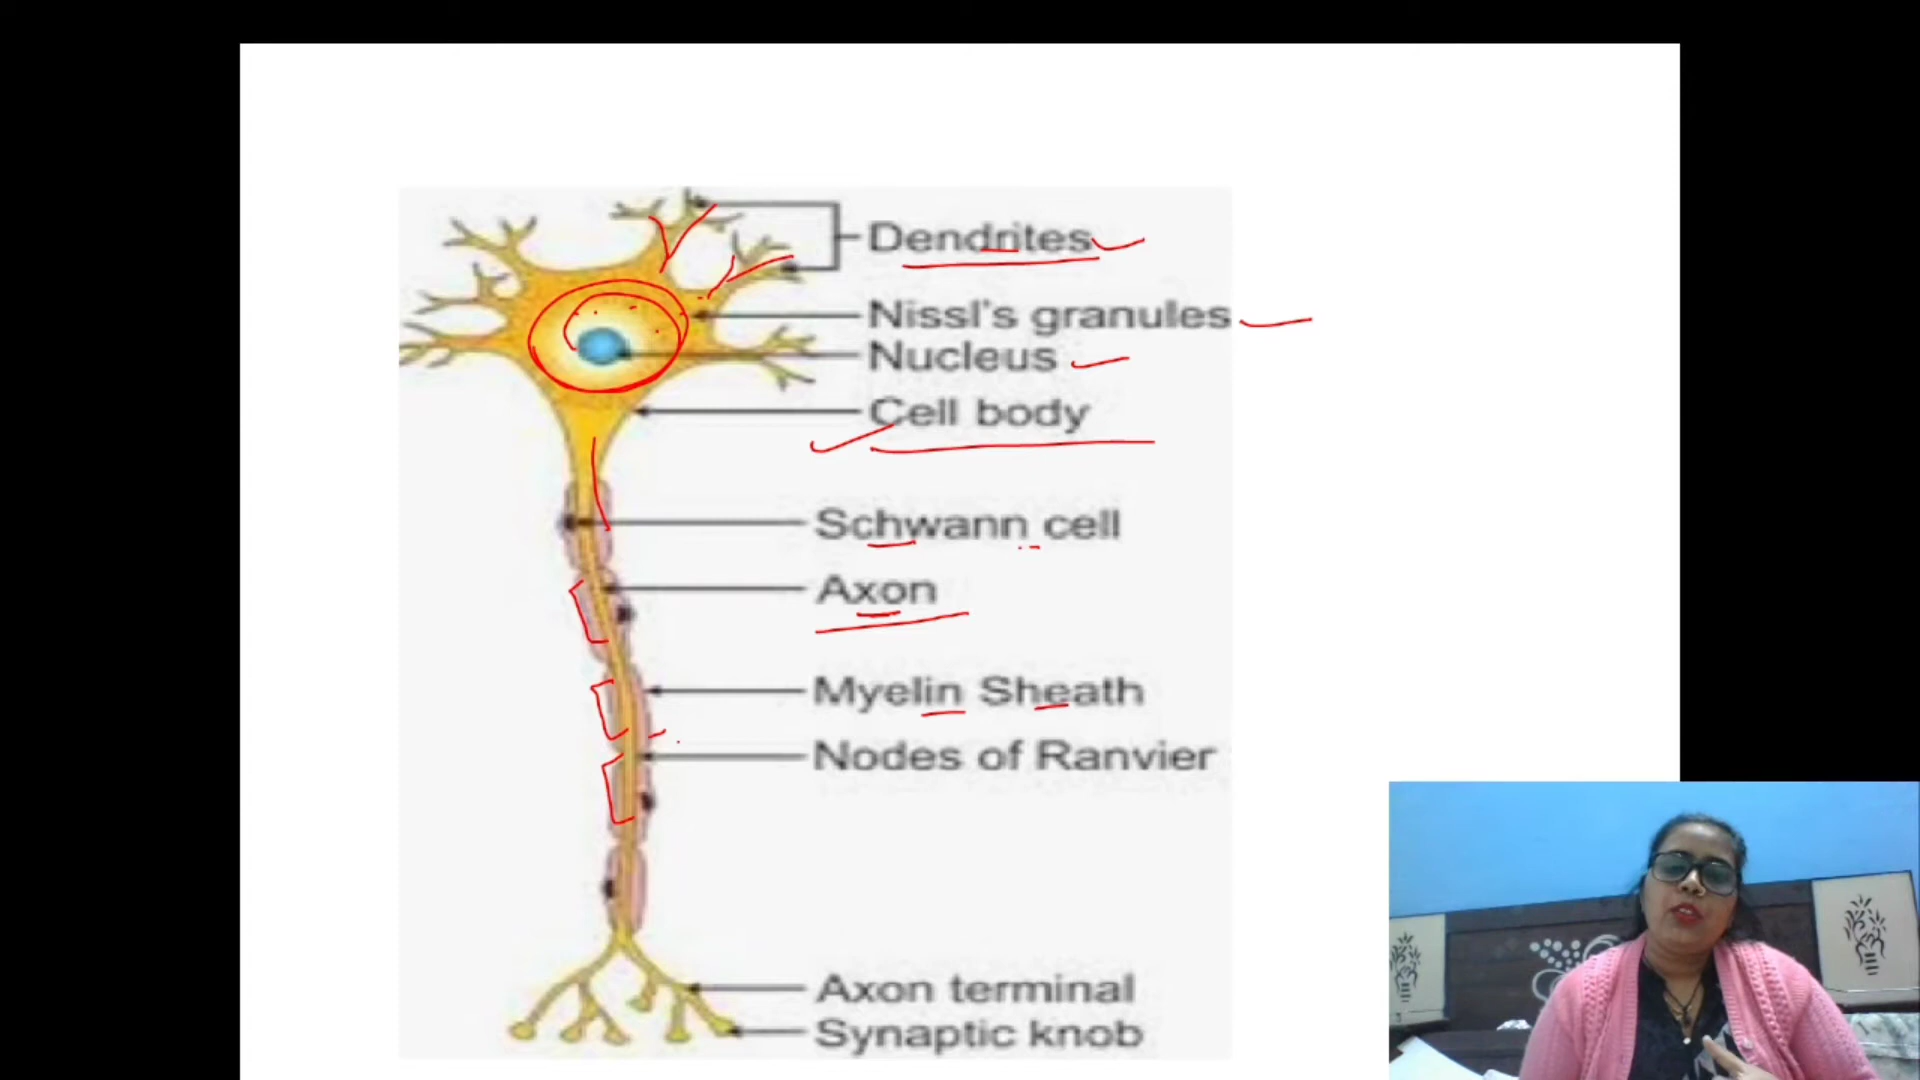 Dendrites
Nissl's granules
Nucleus
Cell body
Schwann cell
Axon
Myelin Sheath
Nodes of Ranvier
Axon terminal
Synaptic knob